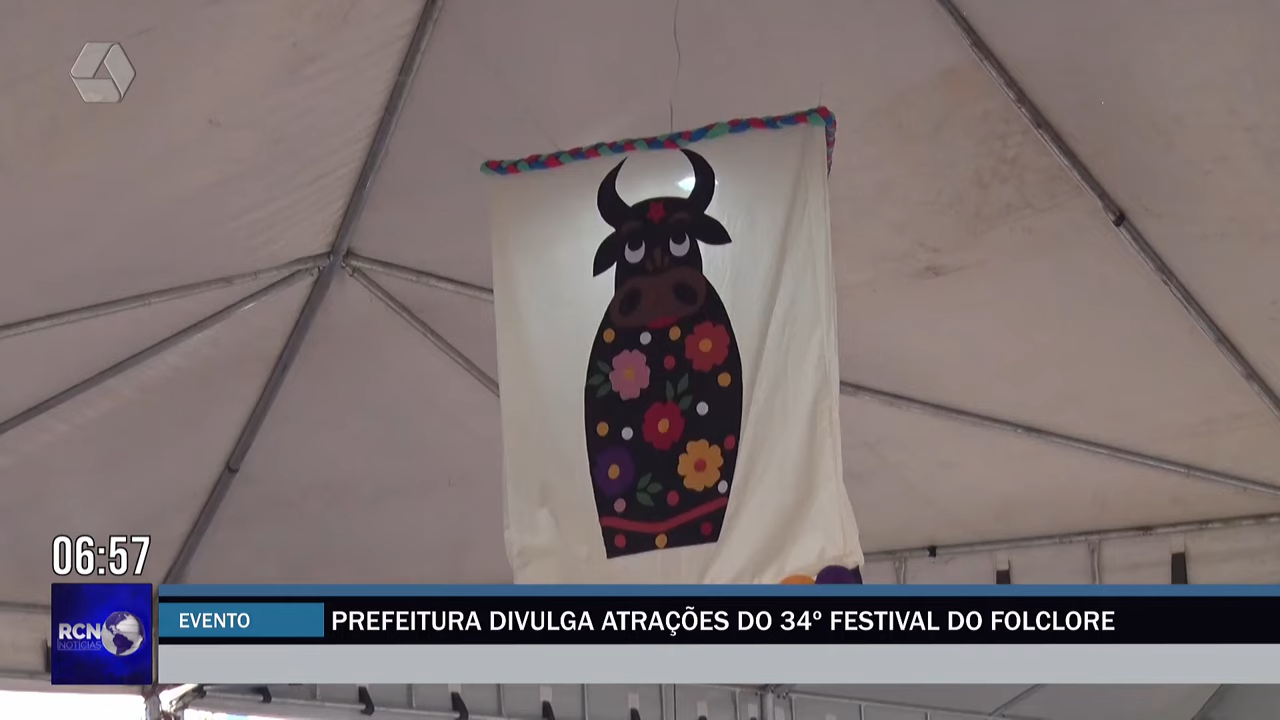 06:57
RCN
NOTÍCIAS
EVENTO
PREFEITURA DIVULGA ATRAÇÕES DO 34º FESTIVAL DO FOLCLORE